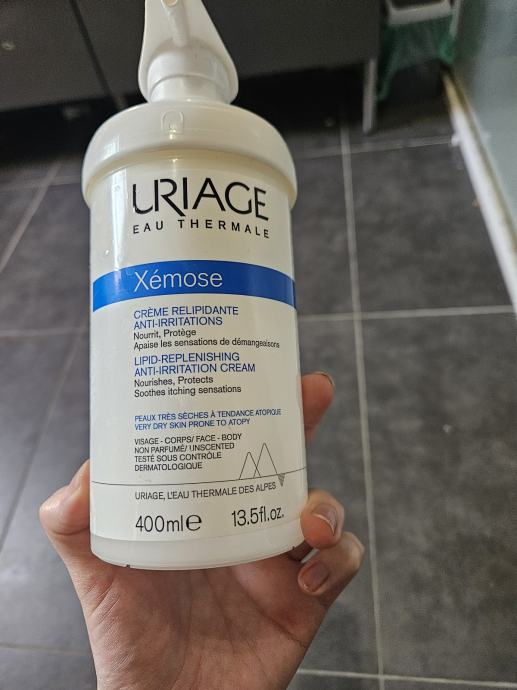 URIAGE
EAU THERMALE
Xémose
CRÈME RELIPIDANTE
ANTI-IRRITATIONS
Nourrit, Protège
Apaise les sensations de démangeaisons
LIPID-REPLENISHING
ANTI-IRRITATION CREAM
Nourishes, Protects
Soothes itching sensations
PEAUX TRÈS SÈCHES À TENDANCE ATOPIQUE
VERY DRY SKIN PRONE TO ATOPY
VISAGE - CORPS/ FACE - BODY
NON PARFUMÉ/ UNSCENTED
TESTÉ SOUS CONTRÔLE
DERMATOLOGIQUE
URIAGE, L'EAU THERMALE DES ALPES
400ml℮ 13.5fl.oz.